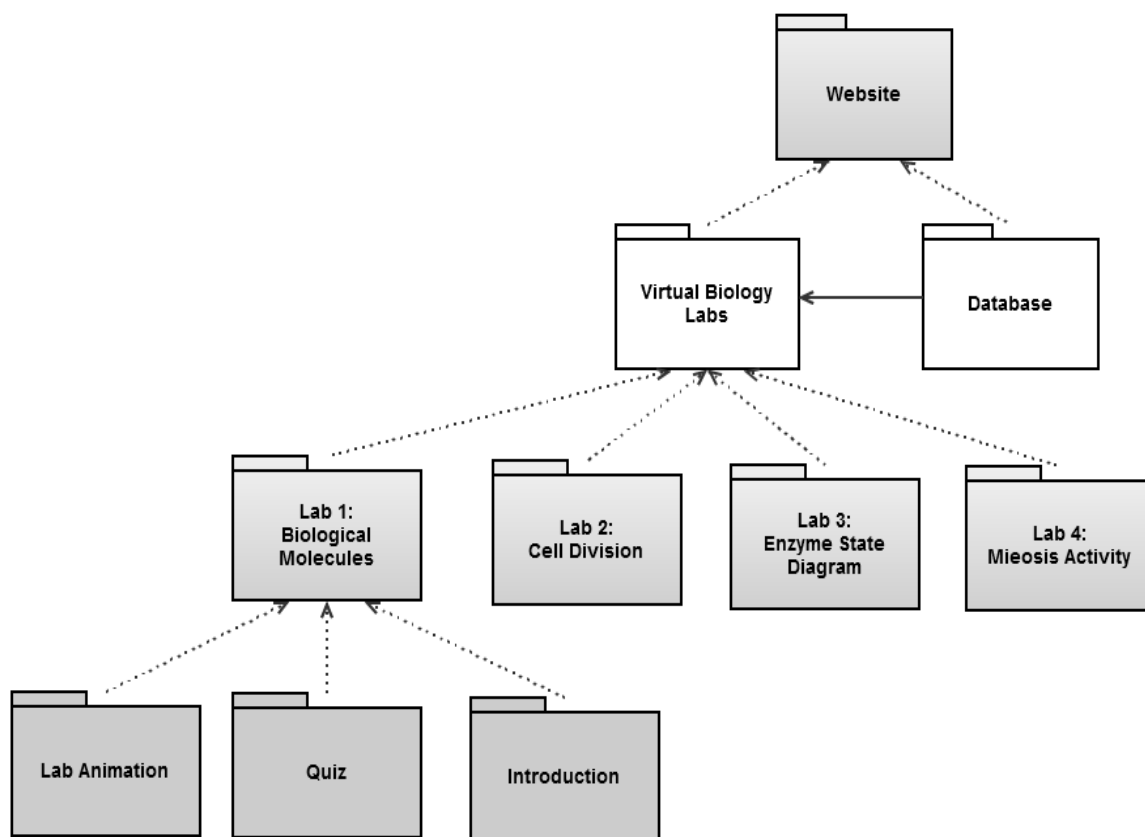 Website
Virtual Biology
Labs
Database
Lab 1:
Biological
Molecules
Lab 2:
Cell Division
Lab 3:
Enzyme State
Diagram
Lab 4:
Mieosis Activity
Lab Animation
Quiz
Introduction